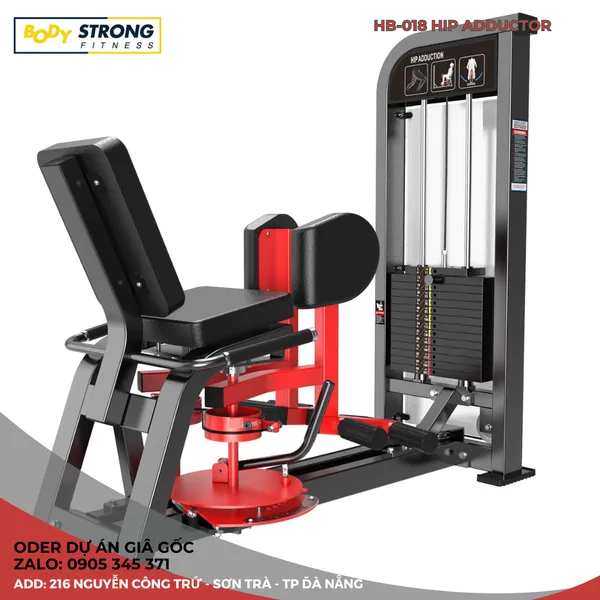 BODY STRONG
FITNESS
HB-018 HIP ADDUCTOR
HIP ADDUCTION
ODER DỰ ÁN GIÁ GỐC
ZALO: 0905 345 371
ADD: 216 NGUYỄN CÔNG TRỨ - SƠN TRÀ - TP ĐÀ NẴNG